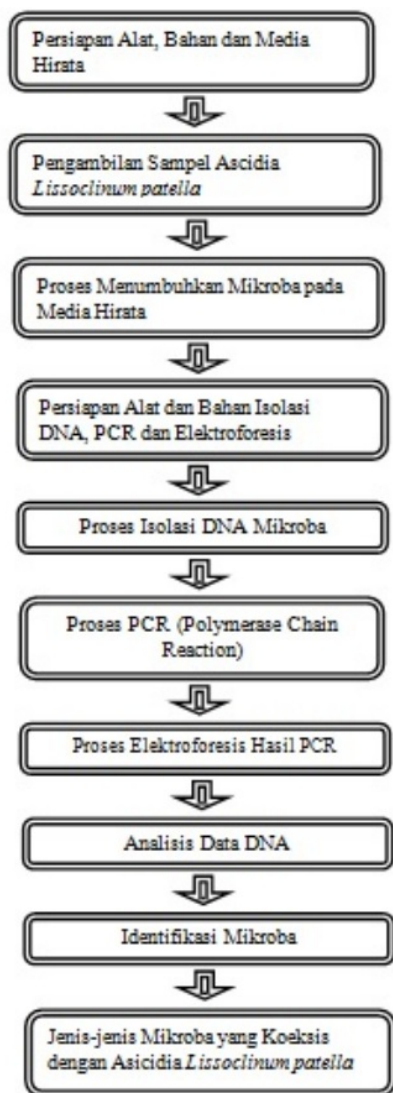 Persiapan Alat, Bahan dan Media
Hirata
Pengambilan Sampel Ascidia
Lissoclinum patella
Proses Menumbuhkan Mikroba pada
Media Hirata
Persiapan Alat dan Bahan Isolasi
DNA, PCR dan Elektroforesis
Proses Isolasi DNA Mikroba
Proses PCR (Polymerase Chain
Reaction)
Proses Elektroforesis Hasil PCR
Analisis Data DNA
Identifikasi Mikroba
Jenis-jenis Mikroba yang Koeksis
dengan Asicidia Lissoclinum patella